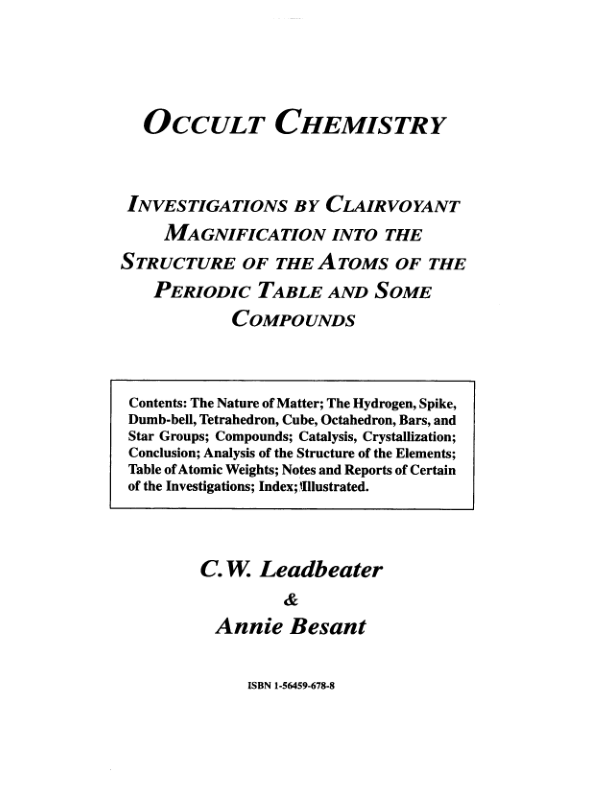 OCCULT CHEMISTRY
INVESTIGATIONS BY CLAIRVOYANT
MAGNIFICATION INTO THE
STRUCTURE OF THE ATOMS OF THE
PERIODIC TABLE AND SOME
COMPOUNDS
Contents: The Nature of Matter; The Hydrogen, Spike,
Dumb-bell, Tetrahedron, Cube, Octahedron, Bars, and
Star Groups; Compounds; Catalysis, Crystallization;
Conclusion; Analysis of the Structure of the Elements;
Table of Atomic Weights; Notes and Reports of Certain
of the Investigations; Index; Illustrated.
C.W. Leadbeater
&
Annie Besant
ISBN 1-56459-678-8